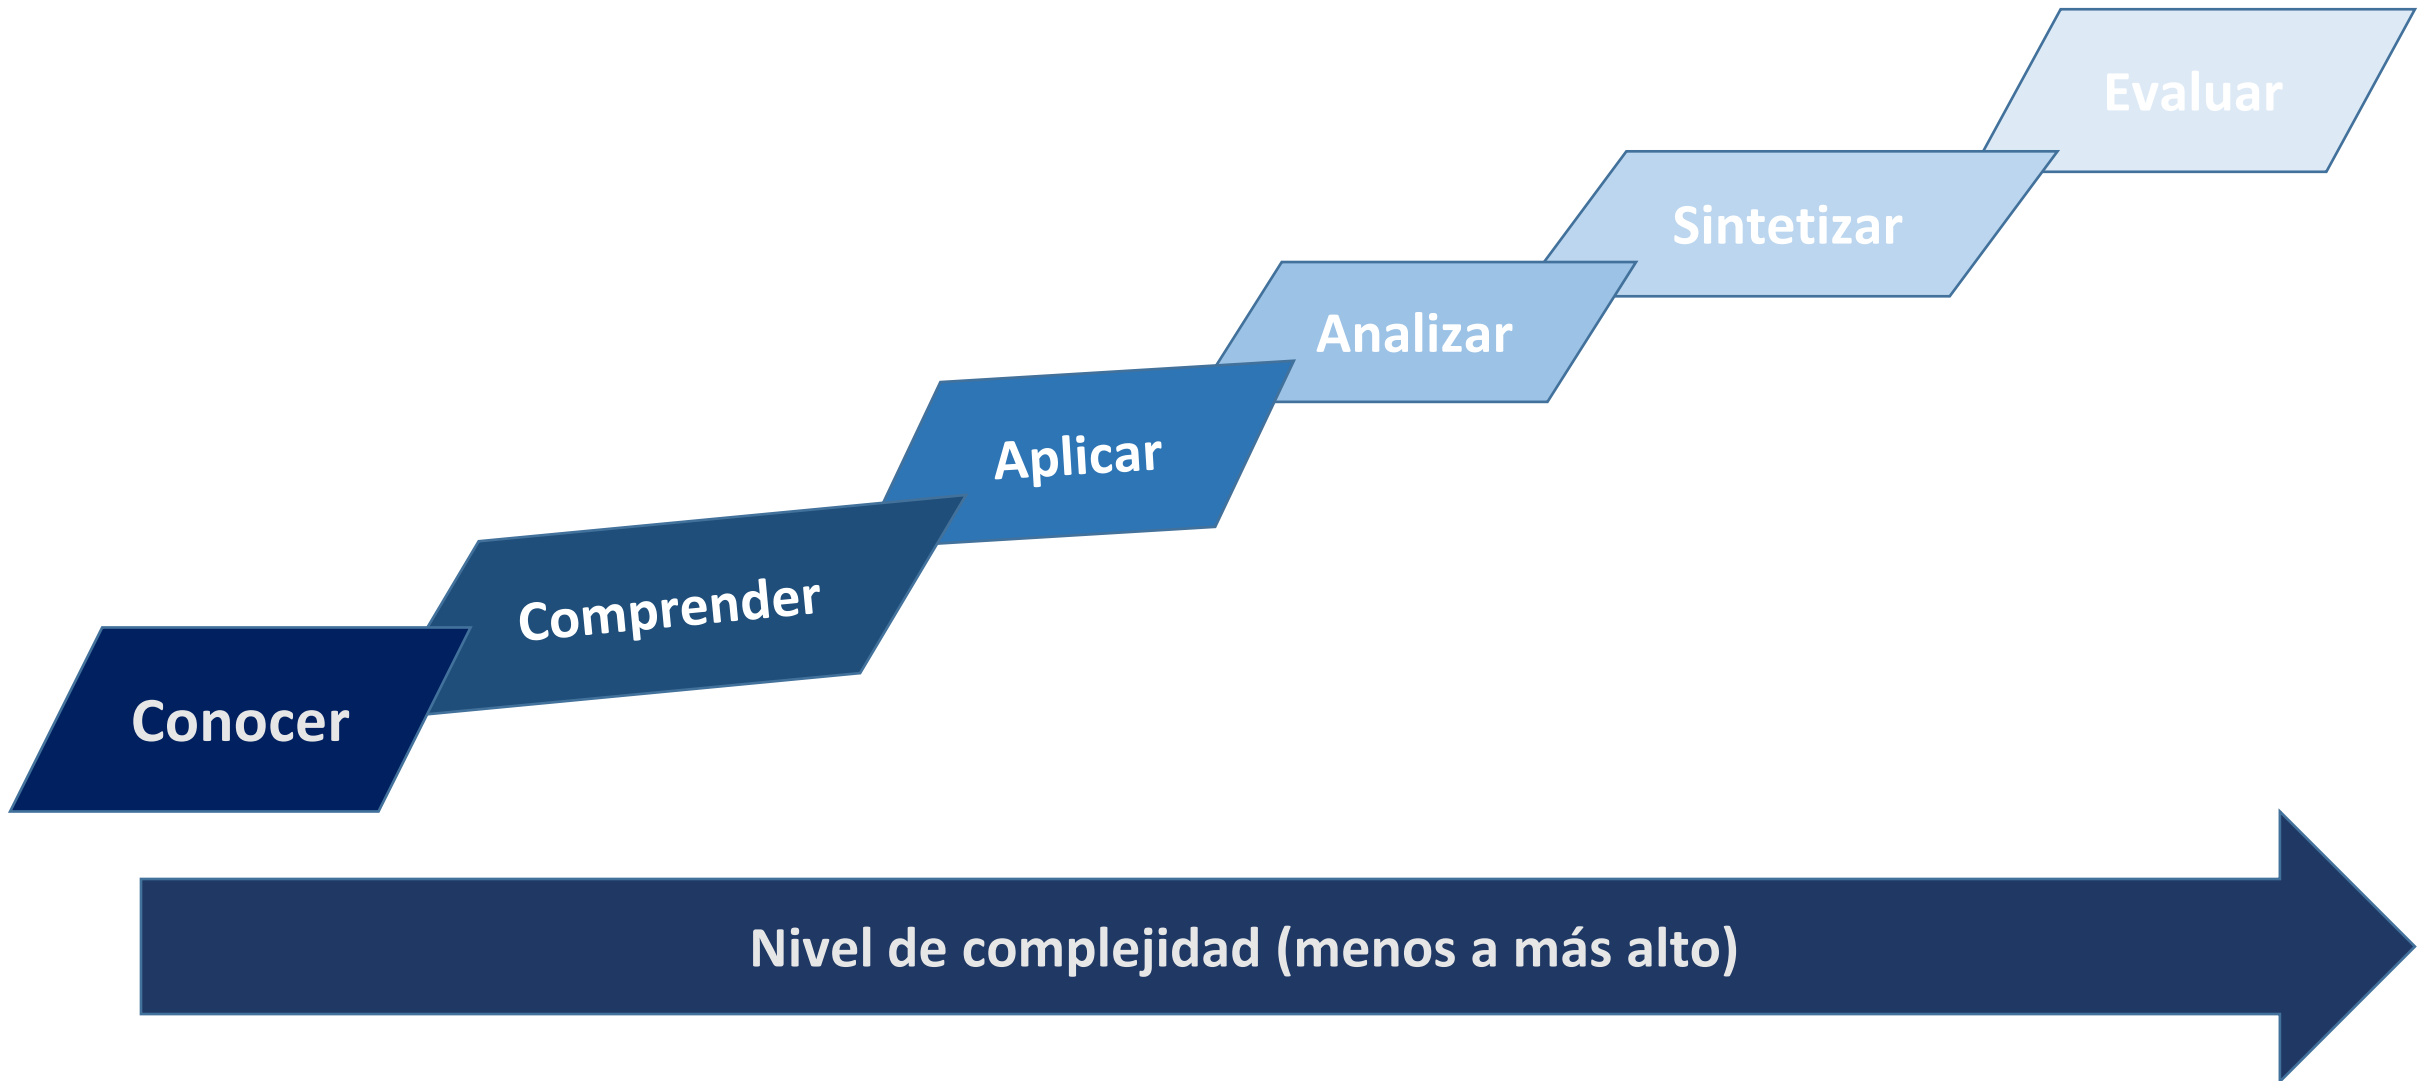 Evaluar
Sintetizar
Analizar
Aplicar
Comprender
Conocer
Nivel de complejidad (menos a más alto)